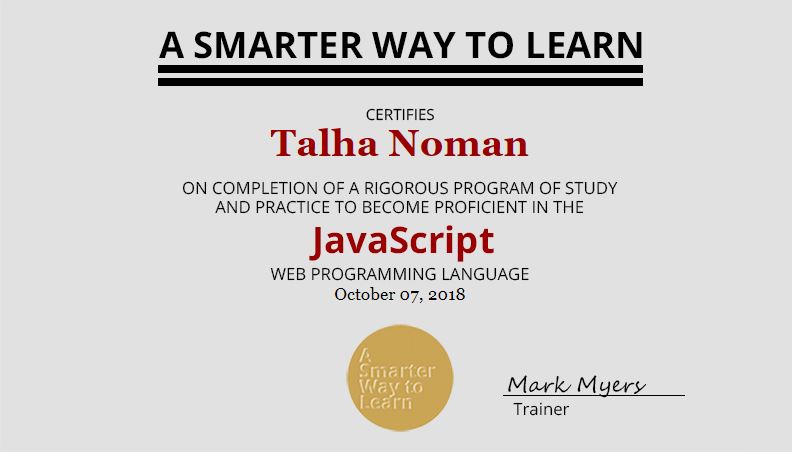 A SMARTER WAY TO LEARN
CERTIFIES
Talha Noman
ON COMPLETION OF A RIGOROUS PROGRAM OF STUDY
AND PRACTICE TO BECOME PROFICIENT IN THE
JavaScript
WEB PROGRAMMING LANGUAGE
October 07, 2018
A
Smarter
Way to
Learn
Mark Myers
Trainer